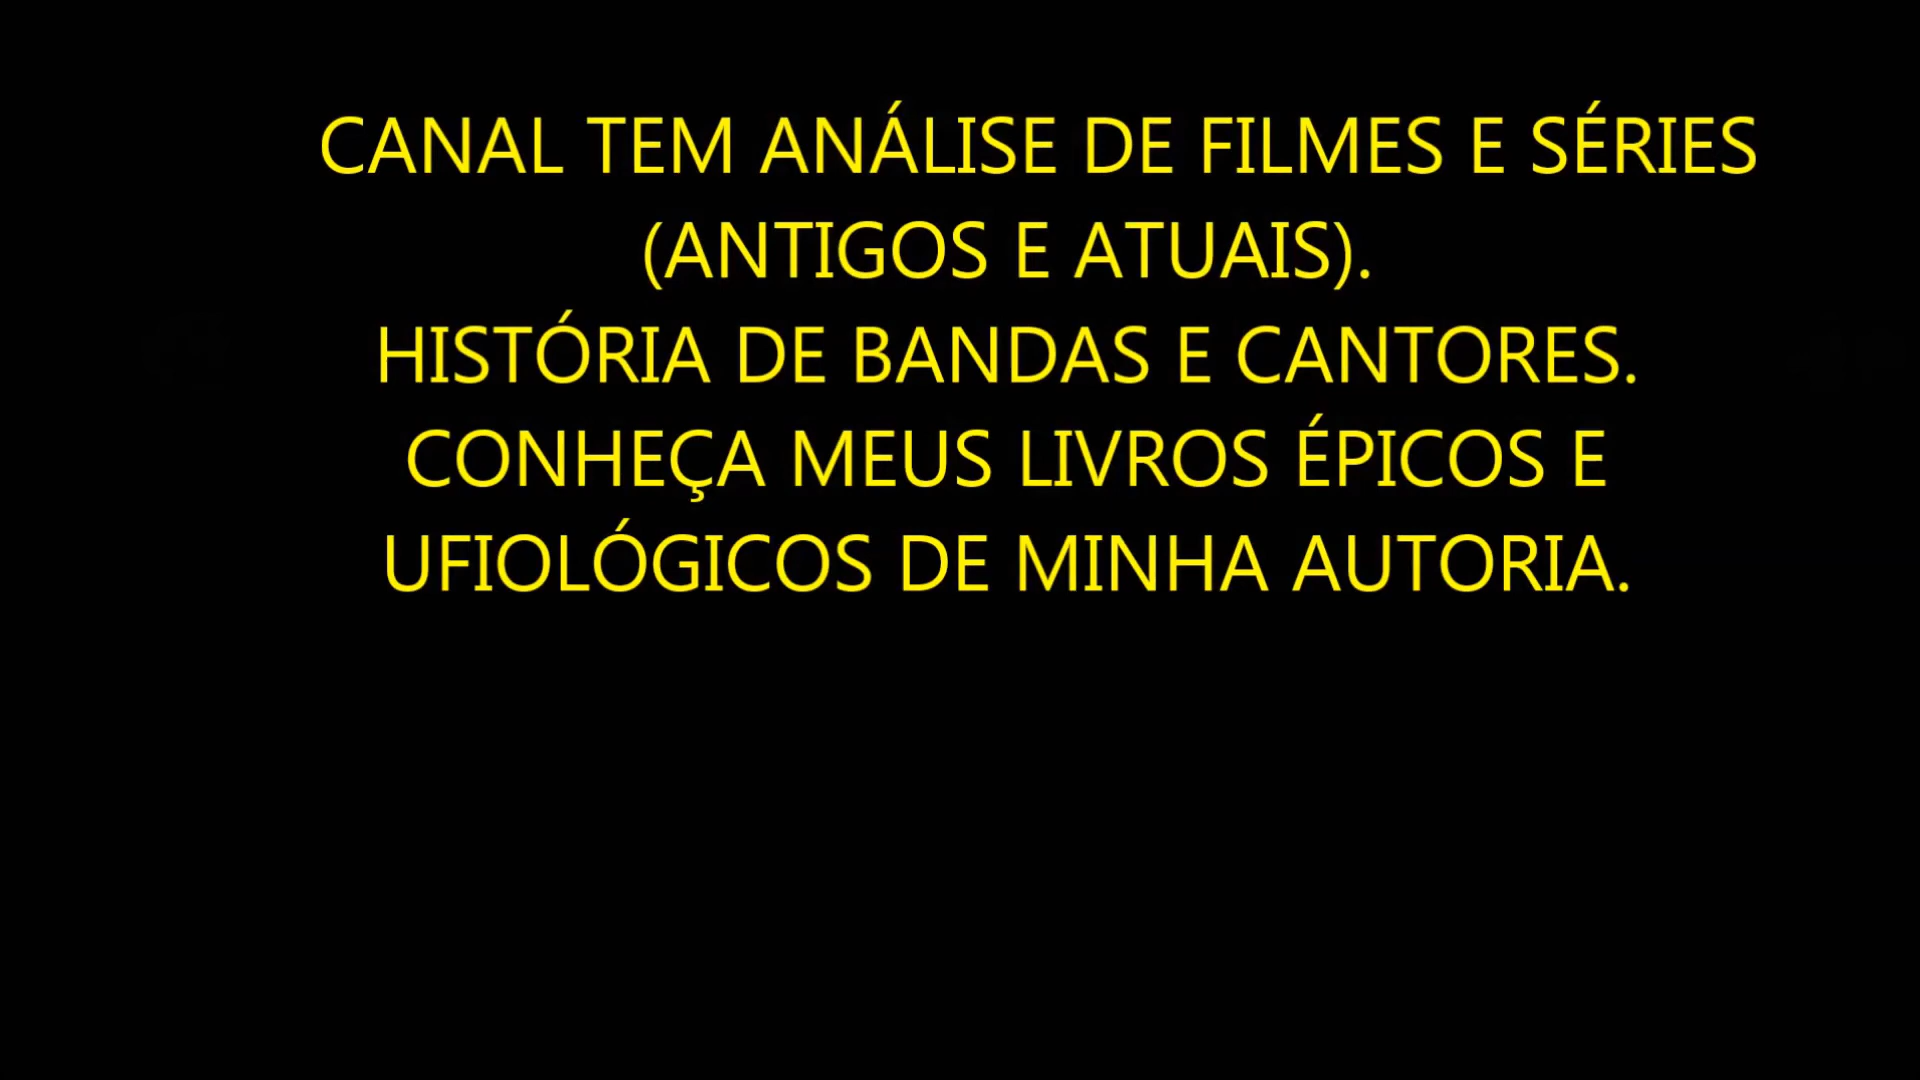 CANAL TEM ANÁLISE DE FILMES E SÉRIES
(ANTIGOS E ATUAIS).
HISTÓRIA DE BANDAS E CANTORES.
CONHEÇA MEUS LIVROS ÉPICOS E
UFIOLÓGICOS DE MINHA AUTORIA.